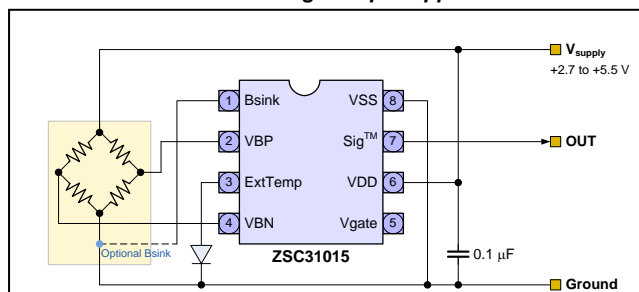 V_supply
+2.7 to +5.5 V
1 Bsink VSS 8
2 VBP Sig™ 7
OUT
3 ExtTemp VDD 6
4 VBN Vgate 5
Optional Bsink
ZSC31015
0.1 μF
Ground